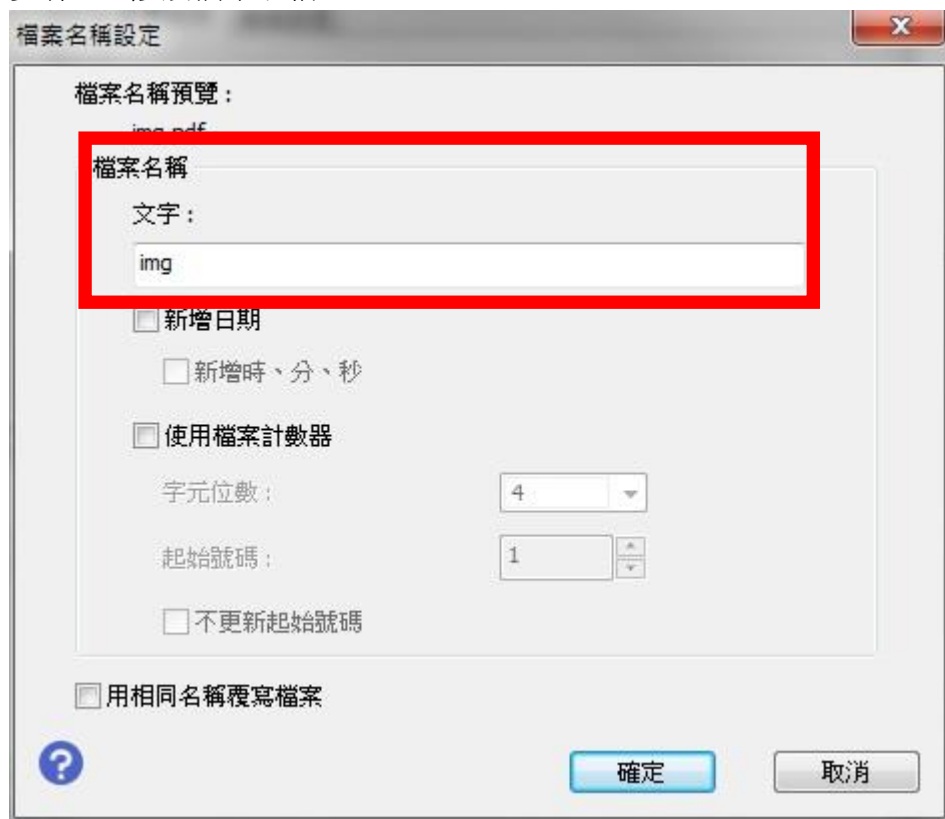 檔案名稱設定
檔案名稱預覽：
img.pdf
檔案名稱
文字：
img
新增日期
新增時、分、秒
使用檔案計數器
字元位數：
4
起始號碼：
1
不更新起始號碼
用相同名稱覆寫檔案
確定
取消